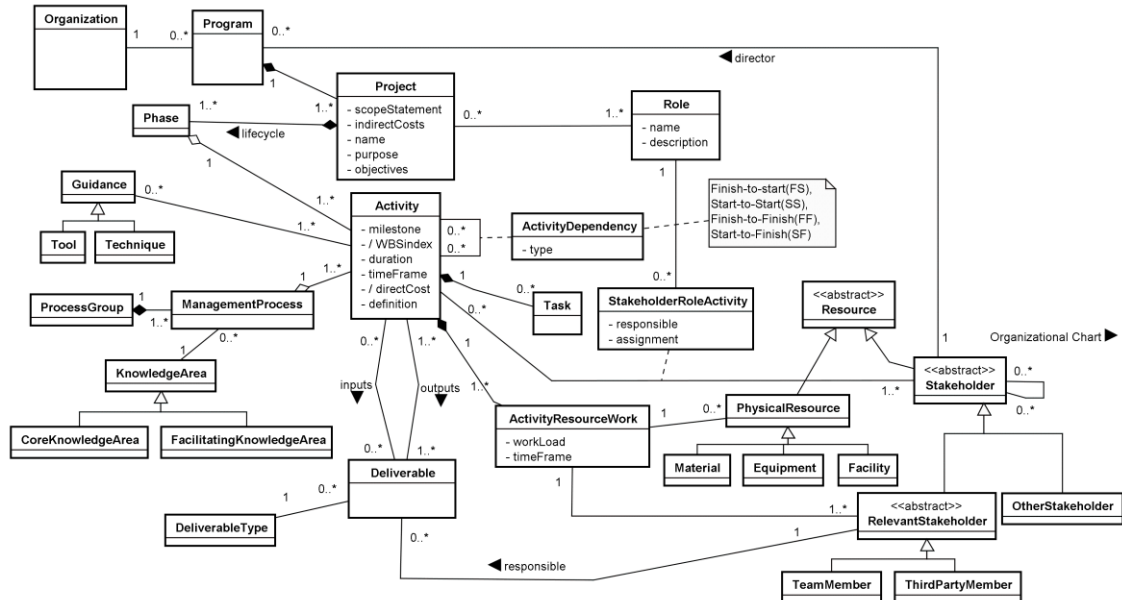 Organization
Program
1
0..*
0..*
◀ director
1
Project
- scopeStatement
- indirectCosts
- name
- purpose
- objectives
1..*
Phase
1..*
◀ lifecycle
1
1
0..*
1..*
Role
- name
- description
1
Guidance
0..*
Tool
Technique
1..*
1..*
Activity
- milestone
- / WBSindex
- duration
- timeFrame
- / directCost
- definition
0..*
0..*
ActivityDependency
- type
Finish-to-start(FS),
Start-to-Start(SS),
Finish-to-Finish(FF),
Start-to-Finish(SF)
ProcessGroup
1
1..*
ManagementProcess
1
1..*
0..*
1
KnowledgeArea
CoreKnowledgeArea
FacilitatingKnowledgeArea
1
0..*
Task
0..*
0..*
StakeholderRoleActivity
- responsible
- assignment
<<abstract>>
Resource
Organizational Chart ▶
1
<<abstract>>
Stakeholder
0..*
0..*
1..*
0..*
1..*
inputs
▼
outputs
▼
0..*
1..*
1
1..*
ActivityResourceWork
- workLoad
- timeFrame
1
0..*
PhysicalResource
Material
Equipment
Facility
1
1..*
Deliverable
0..*
1
DeliverableType
0..*
◀ responsible
1
<<abstract>>
RelevantStakeholder
OtherStakeholder
TeamMember
ThirdPartyMember